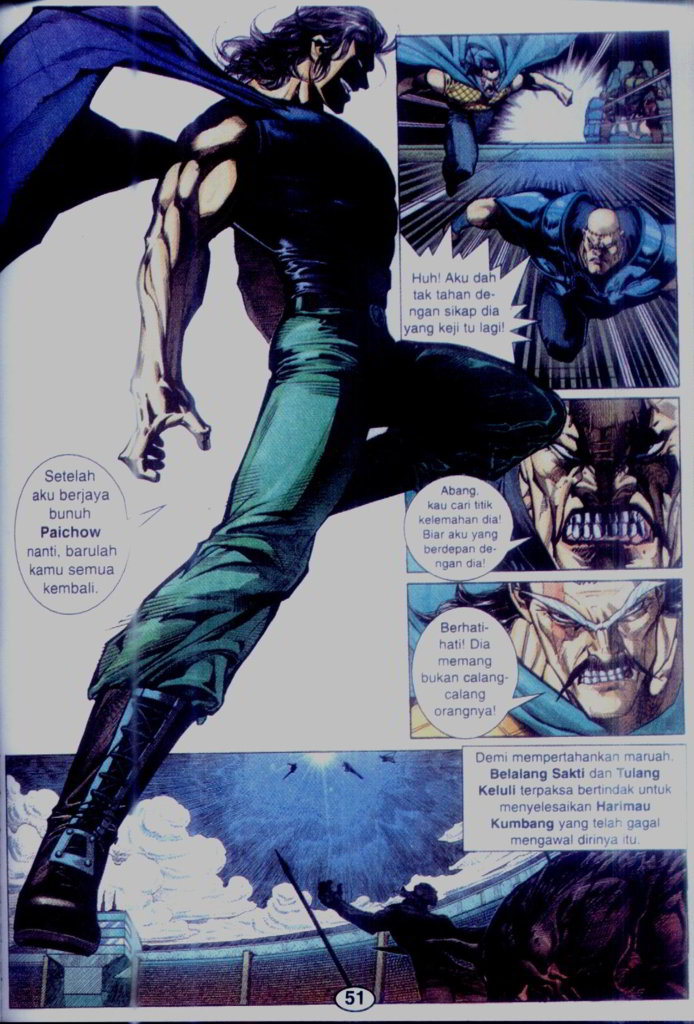 Huh! Aku dah
tak tahan de-
ngan sikap dia
yang keji tu lagi!
Setelah
aku berjaya
bunuh
Paichow
nanti, barulah
kamu semua
kembali.
Abang,
kau cari titik
kelemahan dia!
Biar aku yang
berdepan de-
ngan dia!
Berhati-
hati! Dia
memang
bukan calang-
calang
orangnya!
Demi mempertahankan maruah,
Belalang Sakti dan Tulang
Keluli terpaksa bertindak untuk
menyelesaikan Harimau
Kumbang yang telah gagal
mengawal dirinya itu.
51